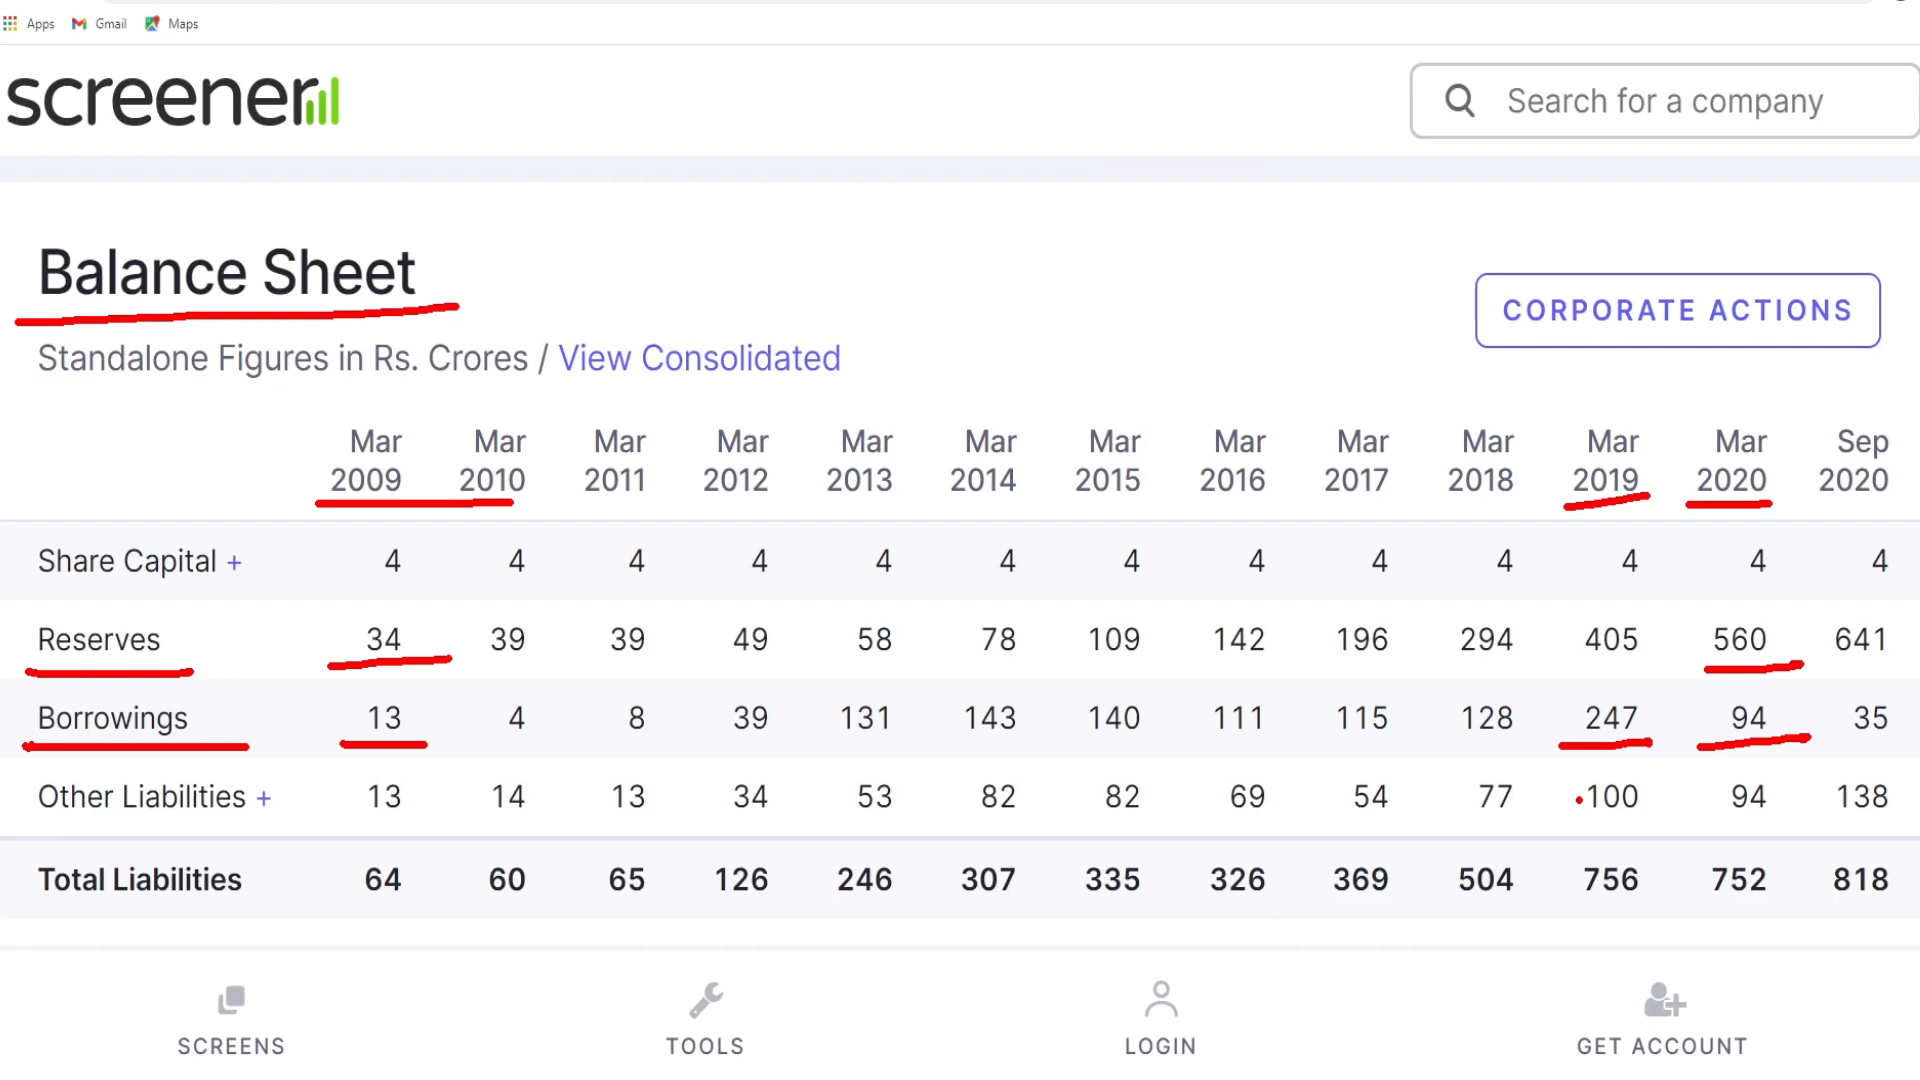 Apps Gmail Maps
screener
Search for a company
Balance Sheet
CORPORATE ACTIONS
Standalone Figures in Rs. Crores / View Consolidated
Mar Mar Mar Mar Mar Mar Mar Mar Mar Mar Mar Mar Sep
2009 2010 2011 2012 2013 2014 2015 2016 2017 2018 2019 2020 2020
Share Capital + 4 4 4 4 4 4 4 4 4 4 4 4 4
Reserves 34 39 39 49 58 78 109 142 196 294 405 560 641
Borrowings 13 4 8 39 131 143 140 111 115 128 247 94 35
Other Liabilities + 13 14 13 34 53 82 82 69 54 77 100 94 138
Total Liabilities 64 60 65 126 246 307 335 326 369 504 756 752 818
SCREENS TOOLS LOGIN GET ACCOUNT